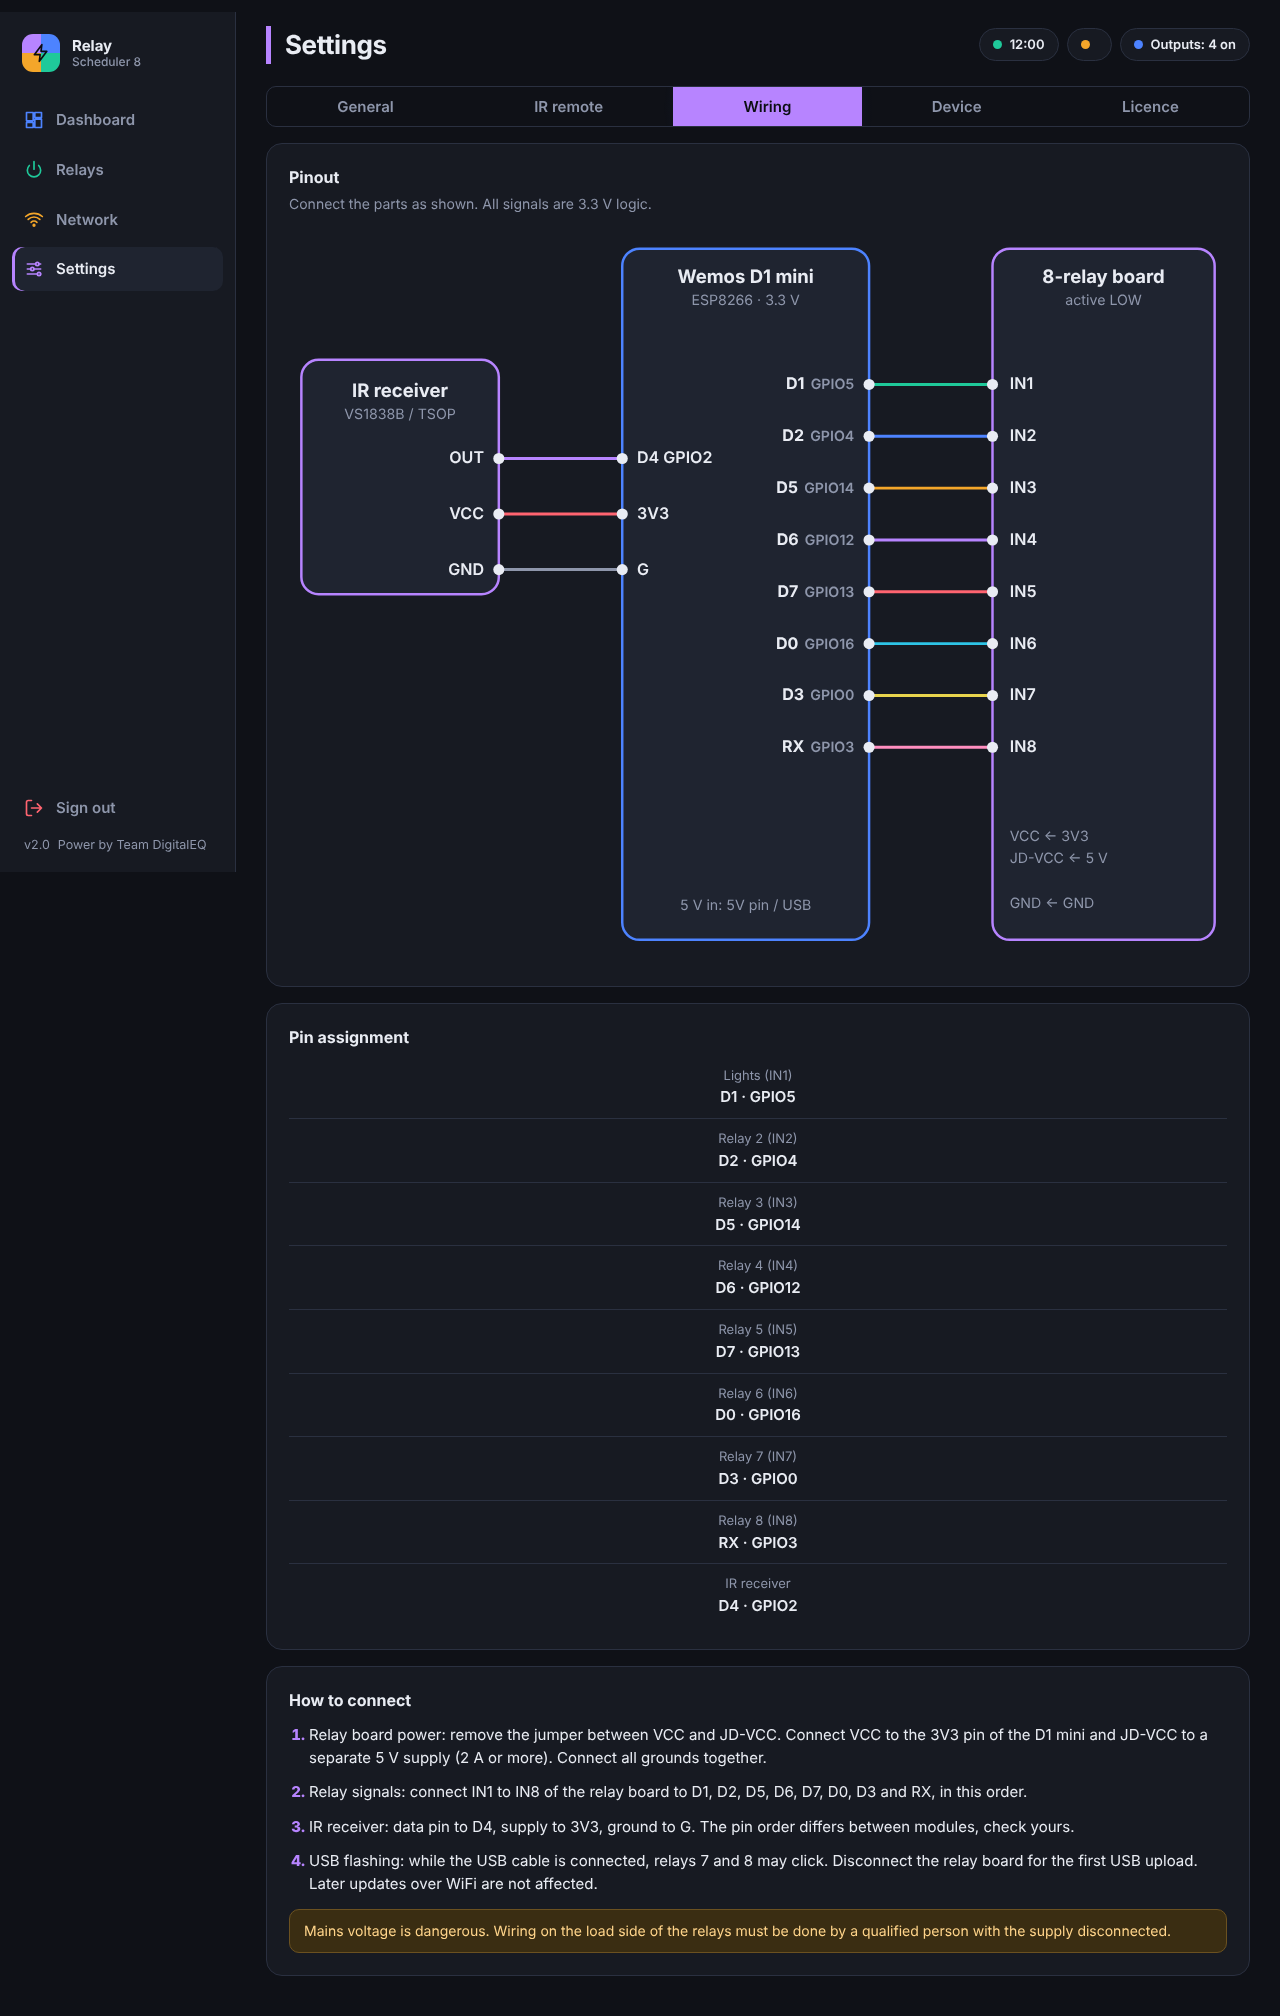 Relay
Scheduler 8
Dashboard
Relays
Network
Settings
Sign out
v2.0 Power by Team DigitalEQ
Settings
12:00
Outputs: 4 on
General
IR remote
Wiring
Device
Licence
Pinout
Connect the parts as shown. All signals are 3.3 V logic.
IR receiver
VS1838B / TSOP
OUT
VCC
GND
Wemos D1 mini
ESP8266 · 3.3 V
D4 GPIO2
3V3
G
D1 GPIO5
D2 GPIO4
D5 GPIO14
D6 GPIO12
D7 GPIO13
D0 GPIO16
D3 GPIO0
RX GPIO3
5 V in: 5V pin / USB
8-relay board
active LOW
IN1
IN2
IN3
IN4
IN5
IN6
IN7
IN8
VCC ← 3V3
JD-VCC ← 5 V
GND ← GND
Pin assignment
Lights (IN1)
D1 · GPIO5
Relay 2 (IN2)
D2 · GPIO4
Relay 3 (IN3)
D5 · GPIO14
Relay 4 (IN4)
D6 · GPIO12
Relay 5 (IN5)
D7 · GPIO13
Relay 6 (IN6)
D0 · GPIO16
Relay 7 (IN7)
D3 · GPIO0
Relay 8 (IN8)
RX · GPIO3
IR receiver
D4 · GPIO2
How to connect
1. Relay board power: remove the jumper between VCC and JD-VCC. Connect VCC to the 3V3 pin of the D1 mini and JD-VCC to a
separate 5 V supply (2 A or more). Connect all grounds together.
2. Relay signals: connect IN1 to IN8 of the relay board to D1, D2, D5, D6, D7, D0, D3 and RX, in this order.
3. IR receiver: data pin to D4, supply to 3V3, ground to G. The pin order differs between modules, check yours.
4. USB flashing: while the USB cable is connected, relays 7 and 8 may click. Disconnect the relay board for the first USB upload.
Later updates over WiFi are not affected.
Mains voltage is dangerous. Wiring on the load side of the relays must be done by a qualified person with the supply disconnected.